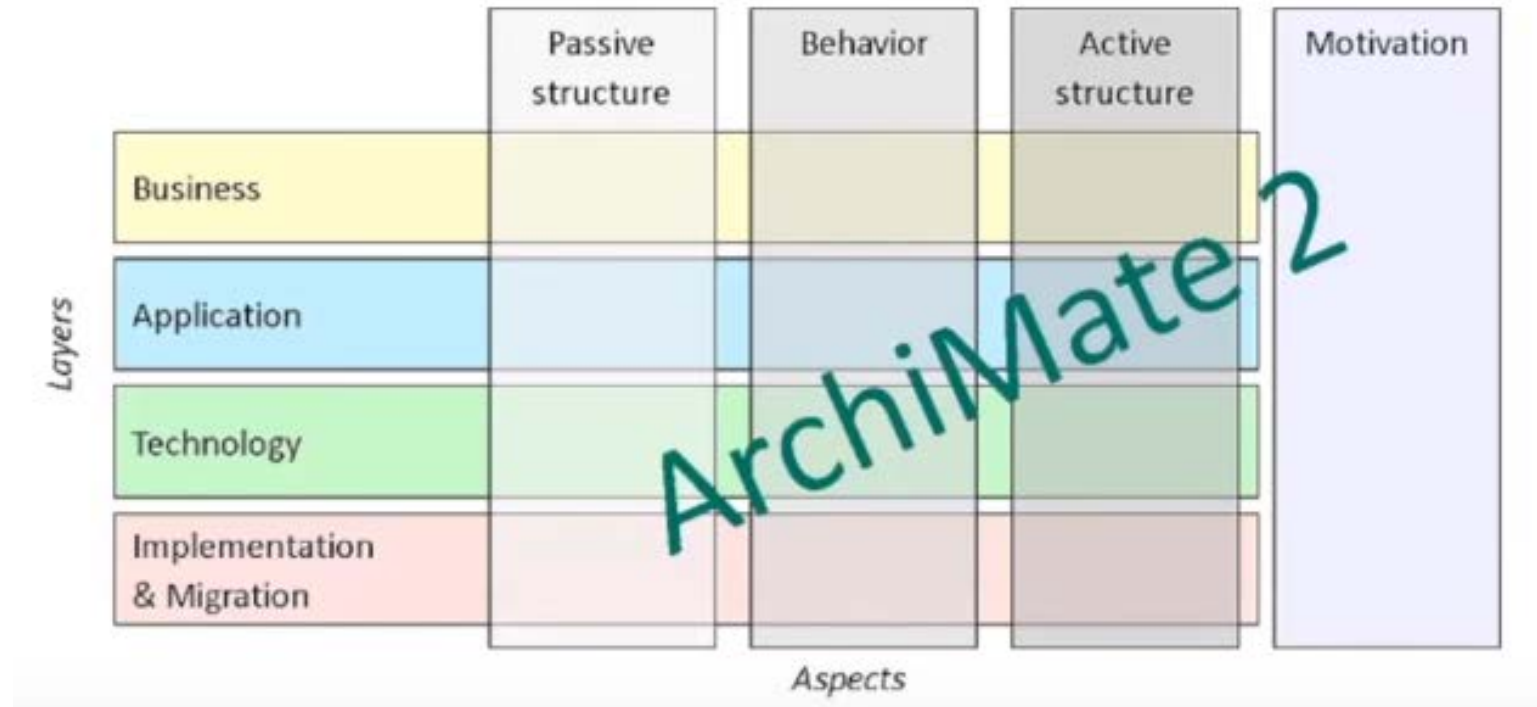 Passive
structure
Behavior
Active
structure
Motivation
Business
Application
Technology
Implementation
& Migration
Layers
Aspects
ArchiMate 2